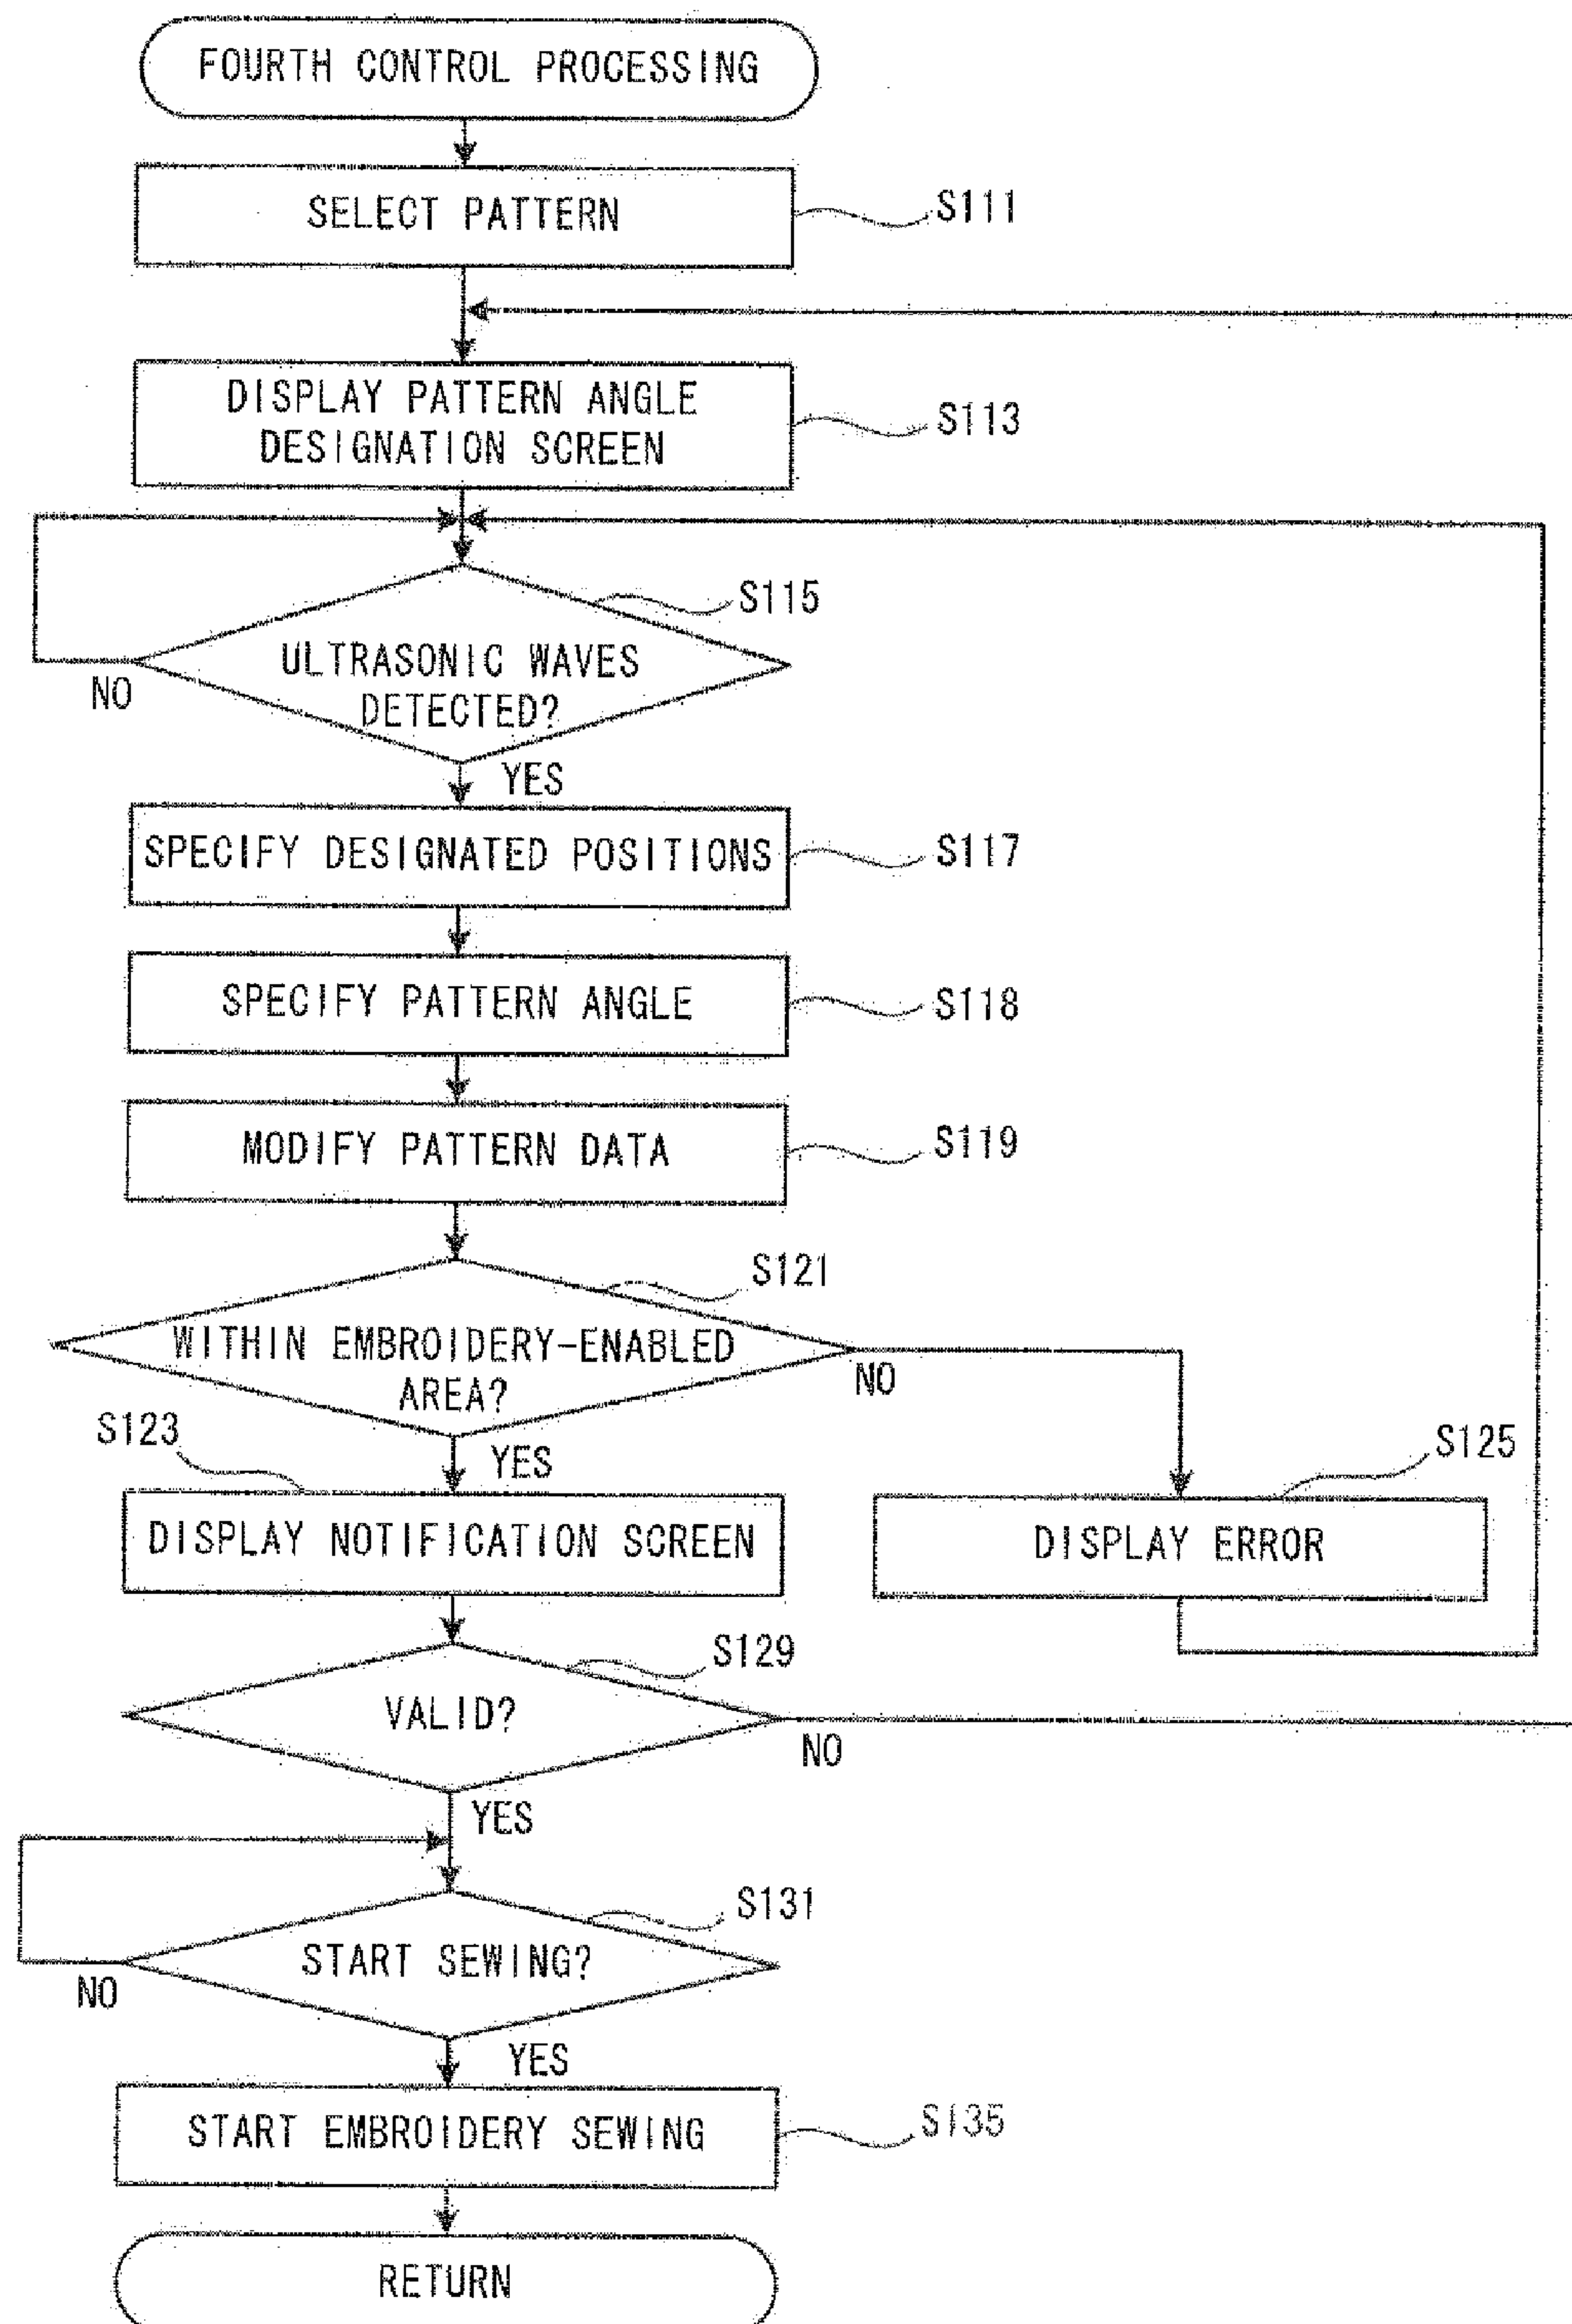 FOURTH CONTROL PROCESSING
SELECT PATTERN
S111
DISPLAY PATTERN ANGLE
DESIGNATION SCREEN
S113
S115
ULTRASONIC WAVES
DETECTED?
NO
YES
SPECIFY DESIGNATED POSITIONS
S117
SPECIFY PATTERN ANGLE
S118
MODIFY PATTERN DATA
S119
S121
WITHIN EMBROIDERY-ENABLED
AREA?
NO
S123
YES
S125
DISPLAY NOTIFICATION SCREEN
DISPLAY ERROR
S129
VALID?
NO
YES
S131
START SEWING?
NO
YES
START EMBROIDERY SEWING
S135
RETURN